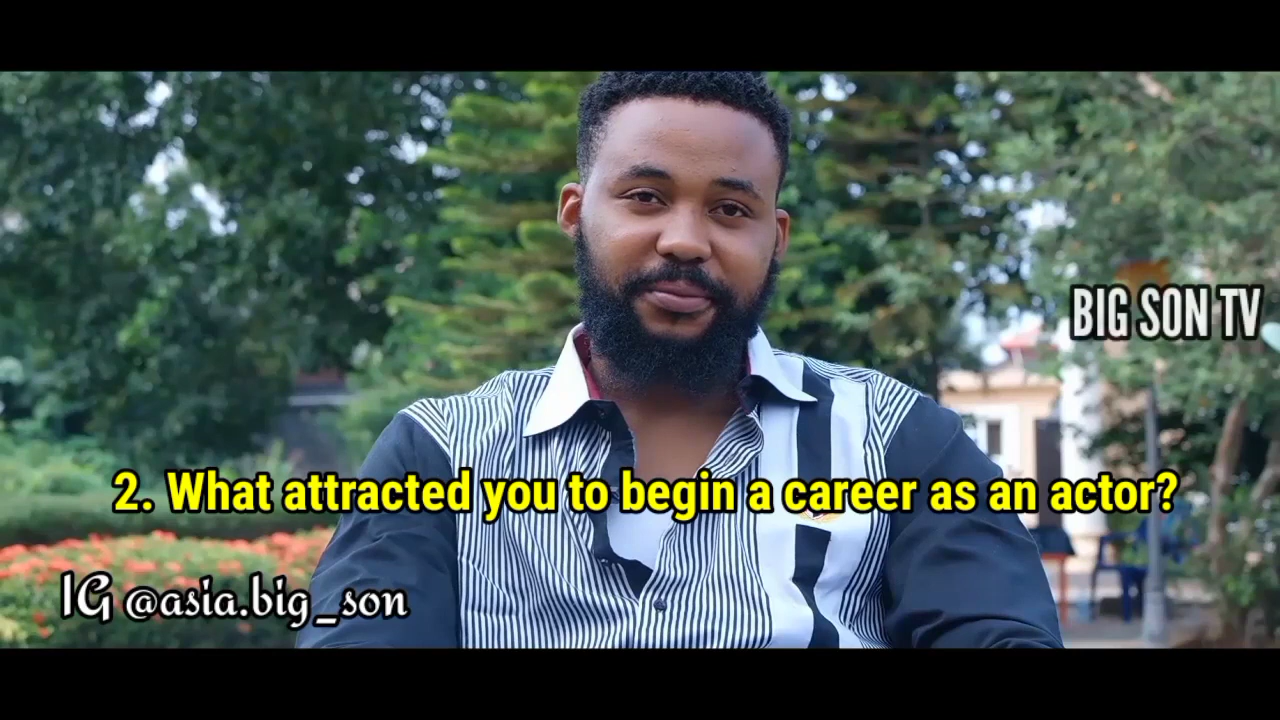 BIG SON TV
2. What attracted you to begin a career as an actor?
IG @asia.big_son